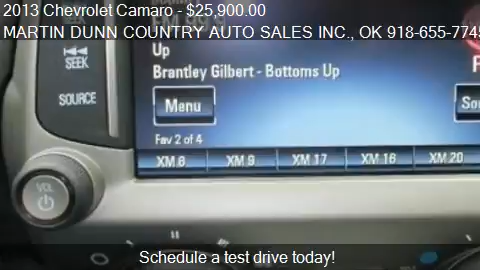 2013 Chevrolet Camaro - $25,900.00
MARTIN DUNN COUNTRY AUTO SALES INC., OK 918-655-7745
SEEK
SOURCE
VOL
Up
Brantley Gilbert - Bottoms Up
Menu
Fav 2 of 4
XM 8 XM 9 XM 17 XM 16 XM 20
Schedule a test drive today!